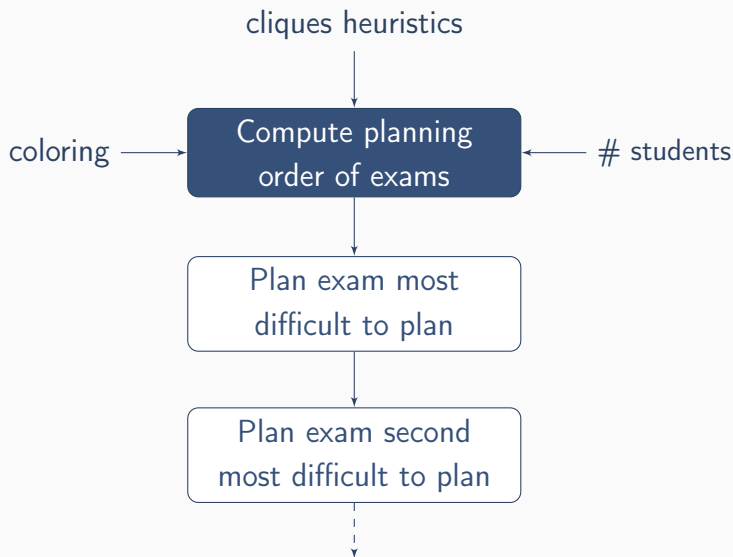 cliques heuristics
coloring
Compute planning
order of exams
# students
Plan exam most
difficult to plan
Plan exam second
most difficult to plan